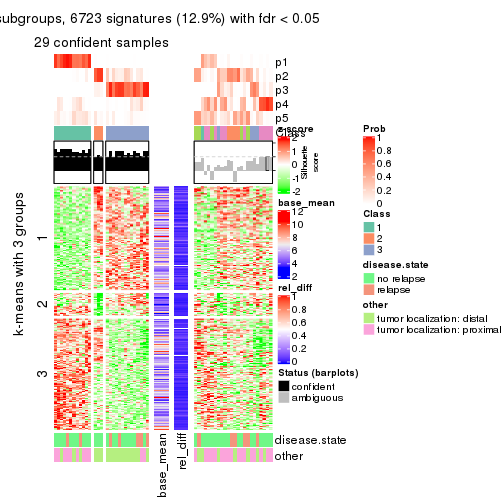 subgroups, 6723 signatures (12.9%) with fdr < 0.05
29 confident samples
p1
p2
p3
p4
p5
Class
k-means with 3 groups
1
2
3
Silhouette
score
z-score
2
1
0
-1
-2
base_mean
12
10
8
6
4
2
rel_diff
1
0.8
0.6
0.4
0.2
0
Status (barplots)
confident
ambiguous
Prob
1
0.8
0.6
0.4
0.2
0
Class
1
2
3
disease.state
no relapse
relapse
other
tumor localization: distal
tumor localization: proximal
disease.state
other
base_mean
rel_diff